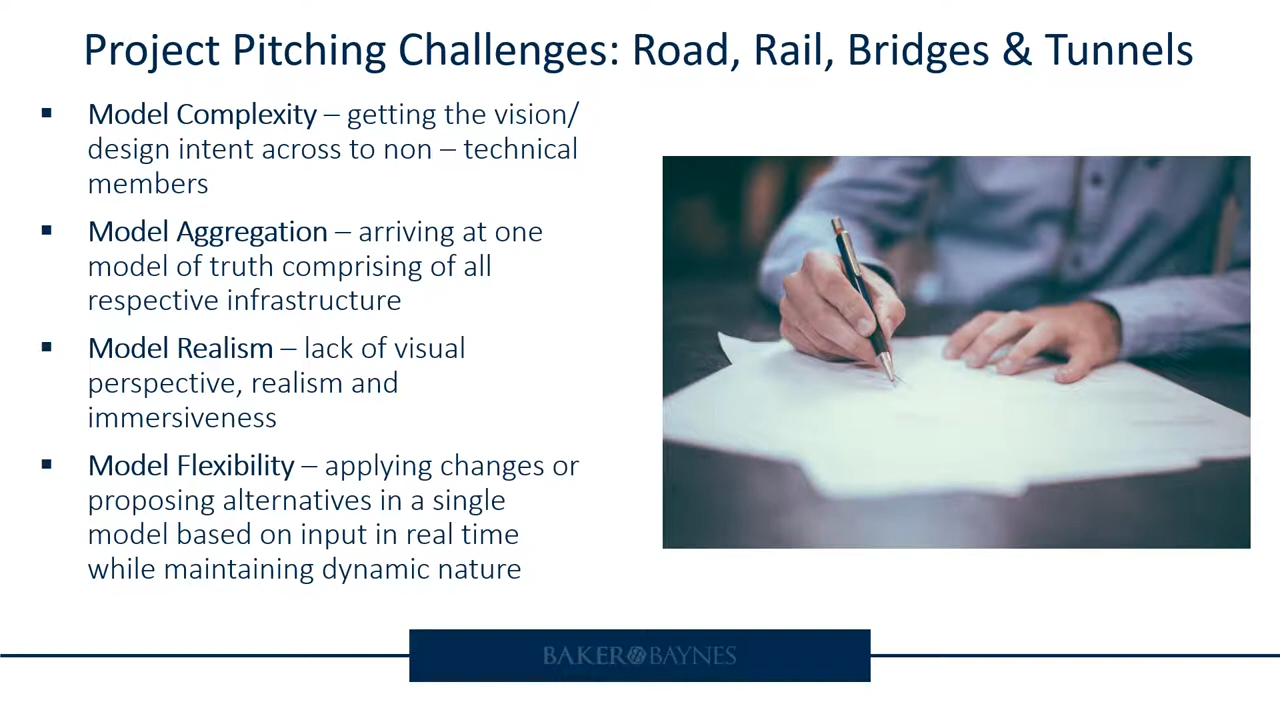 Project Pitching Challenges: Road, Rail, Bridges & Tunnels
▪ Model Complexity – getting the vision/
design intent across to non – technical
members
▪ Model Aggregation – arriving at one
model of truth comprising of all
respective infrastructure
▪ Model Realism – lack of visual
perspective, realism and
immersiveness
▪ Model Flexibility – applying changes or
proposing alternatives in a single
model based on input in real time
while maintaining dynamic nature
BAKER BAYNES